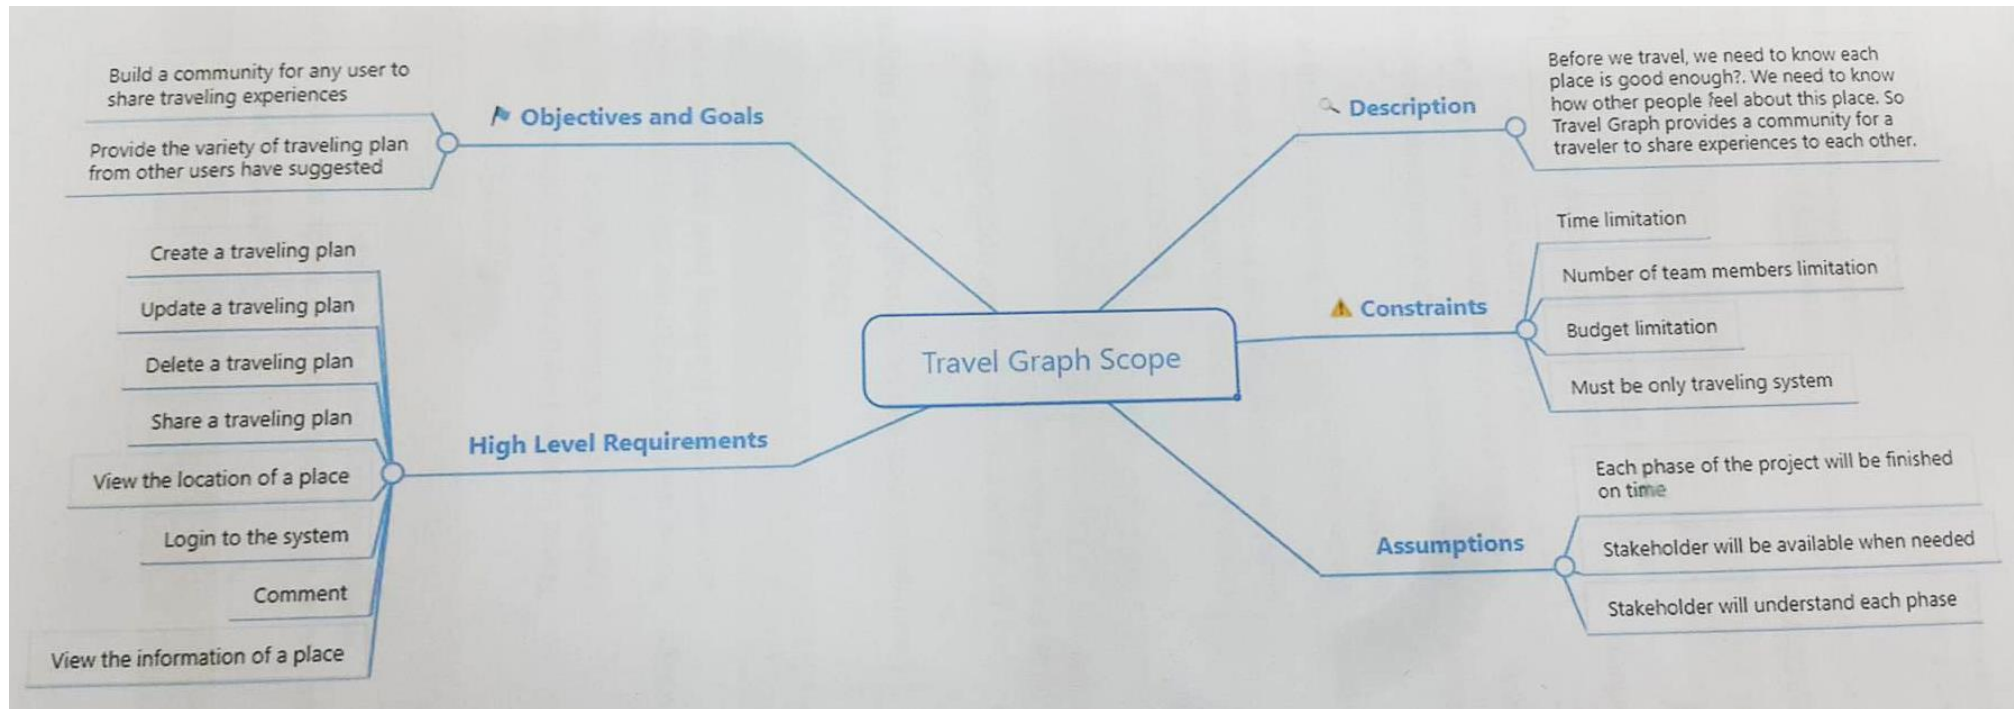 Build a community for any user to
share traveling experiences
Provide the variety of traveling plan
from other users have suggested
Objectives and Goals
Create a traveling plan
Update a traveling plan
Delete a traveling plan
Share a traveling plan
View the location of a place
Login to the system
Comment
View the information of a place
High Level Requirements
Travel Graph Scope
Description
Before we travel, we need to know each
place is good enough?. We need to know
how other people feel about this place. So
Travel Graph provides a community for a
traveler to share experiences to each other.
Constraints
Time limitation
Number of team members limitation
Budget limitation
Must be only traveling system
Assumptions
Each phase of the project will be finished
on time
Stakeholder will be available when needed
Stakeholder will understand each phase